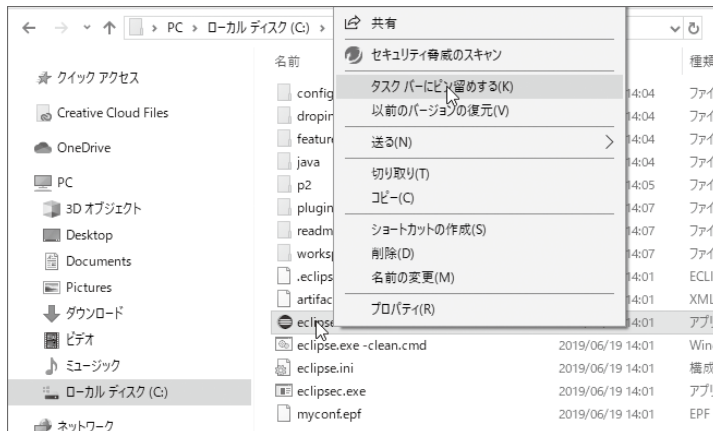 PC > ローカル ディスク (C:) >
共有
セキュリティ脅威のスキャン
タスク バーにピン留めする(K)
以前のバージョンの復元(V)
送る(N)
切り取り(T)
コピー(C)
ショートカットの作成(S)
削除(D)
名前の変更(M)
プロパティ(R)
クイック アクセス
Creative Cloud Files
OneDrive
PC
3D オブジェクト
Desktop
Documents
Pictures
ダウンロード
ビデオ
ミュージック
ローカル ディスク (C:)
ネットワーク
名前 種類
config 14:04 ファイ
dropin 14:04 ファイ
feature 14:04 ファイ
java 14:04 ファイ
p2 14:05 ファイ
plugin 14:07 ファイ
readm 14:07 ファイ
works 14:07 ファイ
.eclips 14:01 ECLI
artifac 14:01 XML
eclipse 14:01 アプリ
eclipse.exe -clean.cmd 2019/06/19 14:01 Win
eclipse.ini 2019/06/19 14:01 構成
eclipsec.exe 2019/06/19 14:01 アプリ
myconf.epf 2019/06/19 14:01 EPF